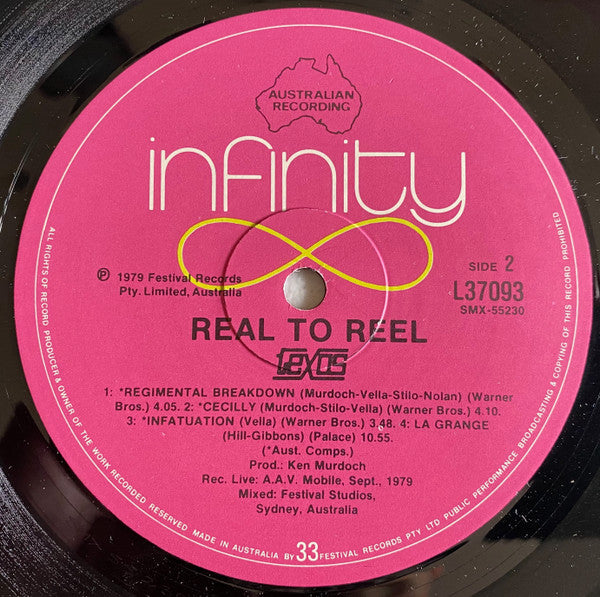 AUSTRALIAN
RECORDING
infinity
℗ 1979 Festival Records
Pty. Limited, Australia
SIDE 2
L37093
SMX-55230
REAL TO REEL
TEXAS
1: *REGIMENTAL BREAKDOWN (Murdoch-Vella-Stilo-Nolan) (Warner
Bros.) 4.05. 2: *CECILLY (Murdoch-Stilo-Vella) (Warner Bros.) 4.10.
3: *INFATUATION (Vella) (Warner Bros.) 3.48. 4: LA GRANGE
(Hill-Gibbons) (Palace) 10.55.
(*Aust. Comps.)
Prod.: Ken Murdoch
Rec. Live: A.A.V. Mobile, Sept., 1979
Mixed: Festival Studios,
Sydney, Australia
ALL RIGHTS OF RECORD PRODUCER & OWNER OF THE WORK RECORDED RESERVED MADE IN AUSTRALIA BY 33 FESTIVAL RECORDS PTY LTD PUBLIC PERFORMANCE BROADCASTING & COPYING OF THIS RECORD PROHIBITED